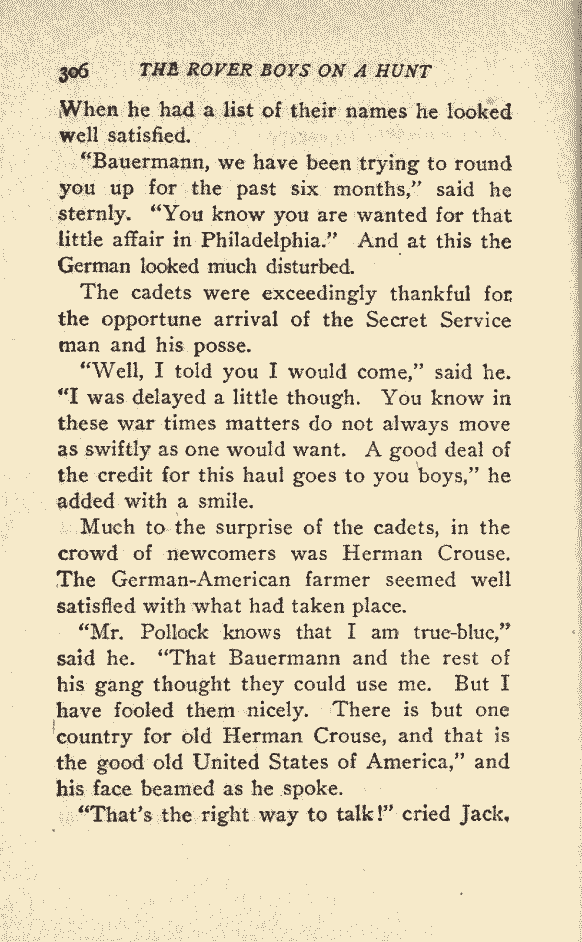 306 THE ROVER BOYS ON A HUNT
When he had a list of their names he looked
well satisfied.
“Bauermann, we have been trying to round
you up for the past six months,” said he
sternly. “You know you are wanted for that
little affair in Philadelphia.” And at this the
German looked much disturbed.
The cadets were exceedingly thankful for
the opportune arrival of the Secret Service
man and his posse.
“Well, I told you I would come,” said he.
“I was delayed a little though. You know in
these war times matters do not always move
as swiftly as one would want. A good deal of
the credit for this haul goes to you boys,” he
added with a smile.
Much to the surprise of the cadets, in the
crowd of newcomers was Herman Crouse.
The German-American farmer seemed well
satisfied with what had taken place.
“Mr. Pollock knows that I am true-blue,”
said he. “That Bauermann and the rest of
his gang thought they could use me. But I
have fooled them nicely. There is but one
country for old Herman Crouse, and that is
the good old United States of America,” and
his face beamed as he spoke.
“That's the right way to talk!” cried Jack.